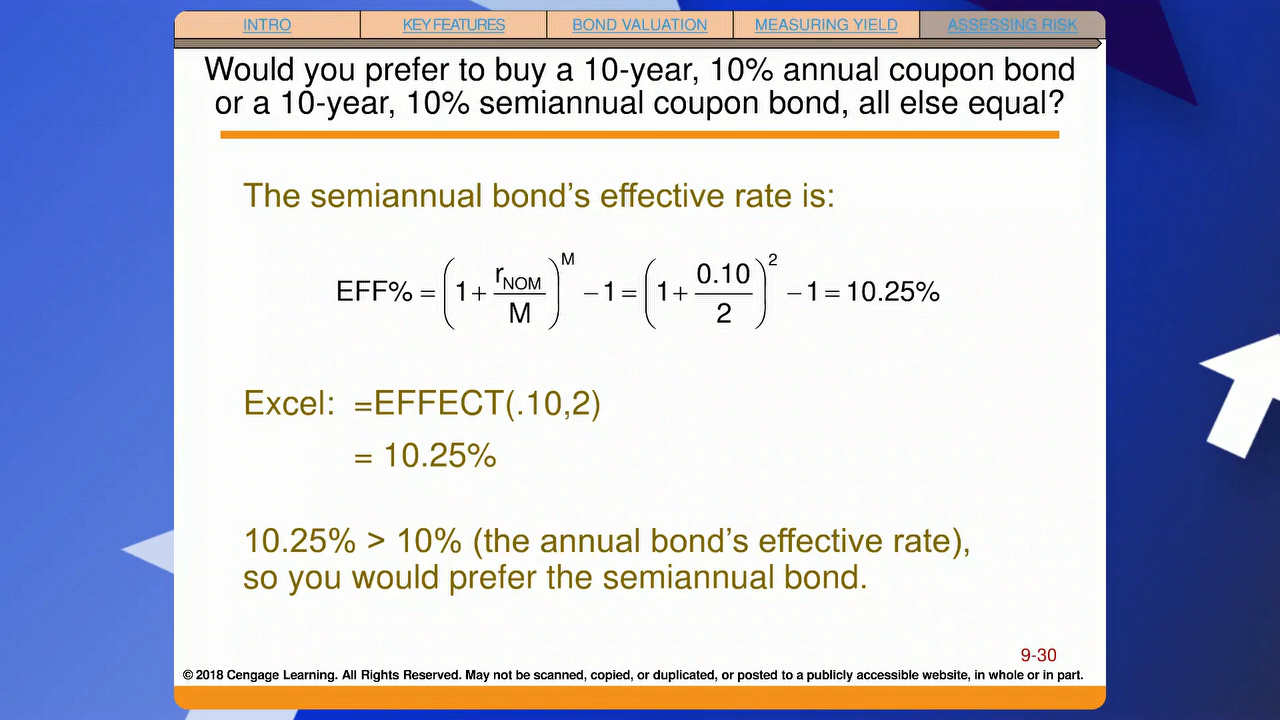 INTRO
KEY FEATURES
BOND VALUATION
MEASURING YIELD
ASSESSING RISK
Would you prefer to buy a 10-year, 10% annual coupon bond
or a 10-year, 10% semiannual coupon bond, all else equal?
The semiannual bond’s effective rate is:
EFF% = (1 + r_NOM/M)^M − 1 = (1 + 0.10/2)^2 − 1 = 10.25%
Excel: =EFFECT(.10,2)
= 10.25%
10.25% > 10% (the annual bond’s effective rate),
so you would prefer the semiannual bond.
9-30
© 2018 Cengage Learning. All Rights Reserved. May not be scanned, copied, or duplicated, or posted to a publicly accessible website, in whole or in part.